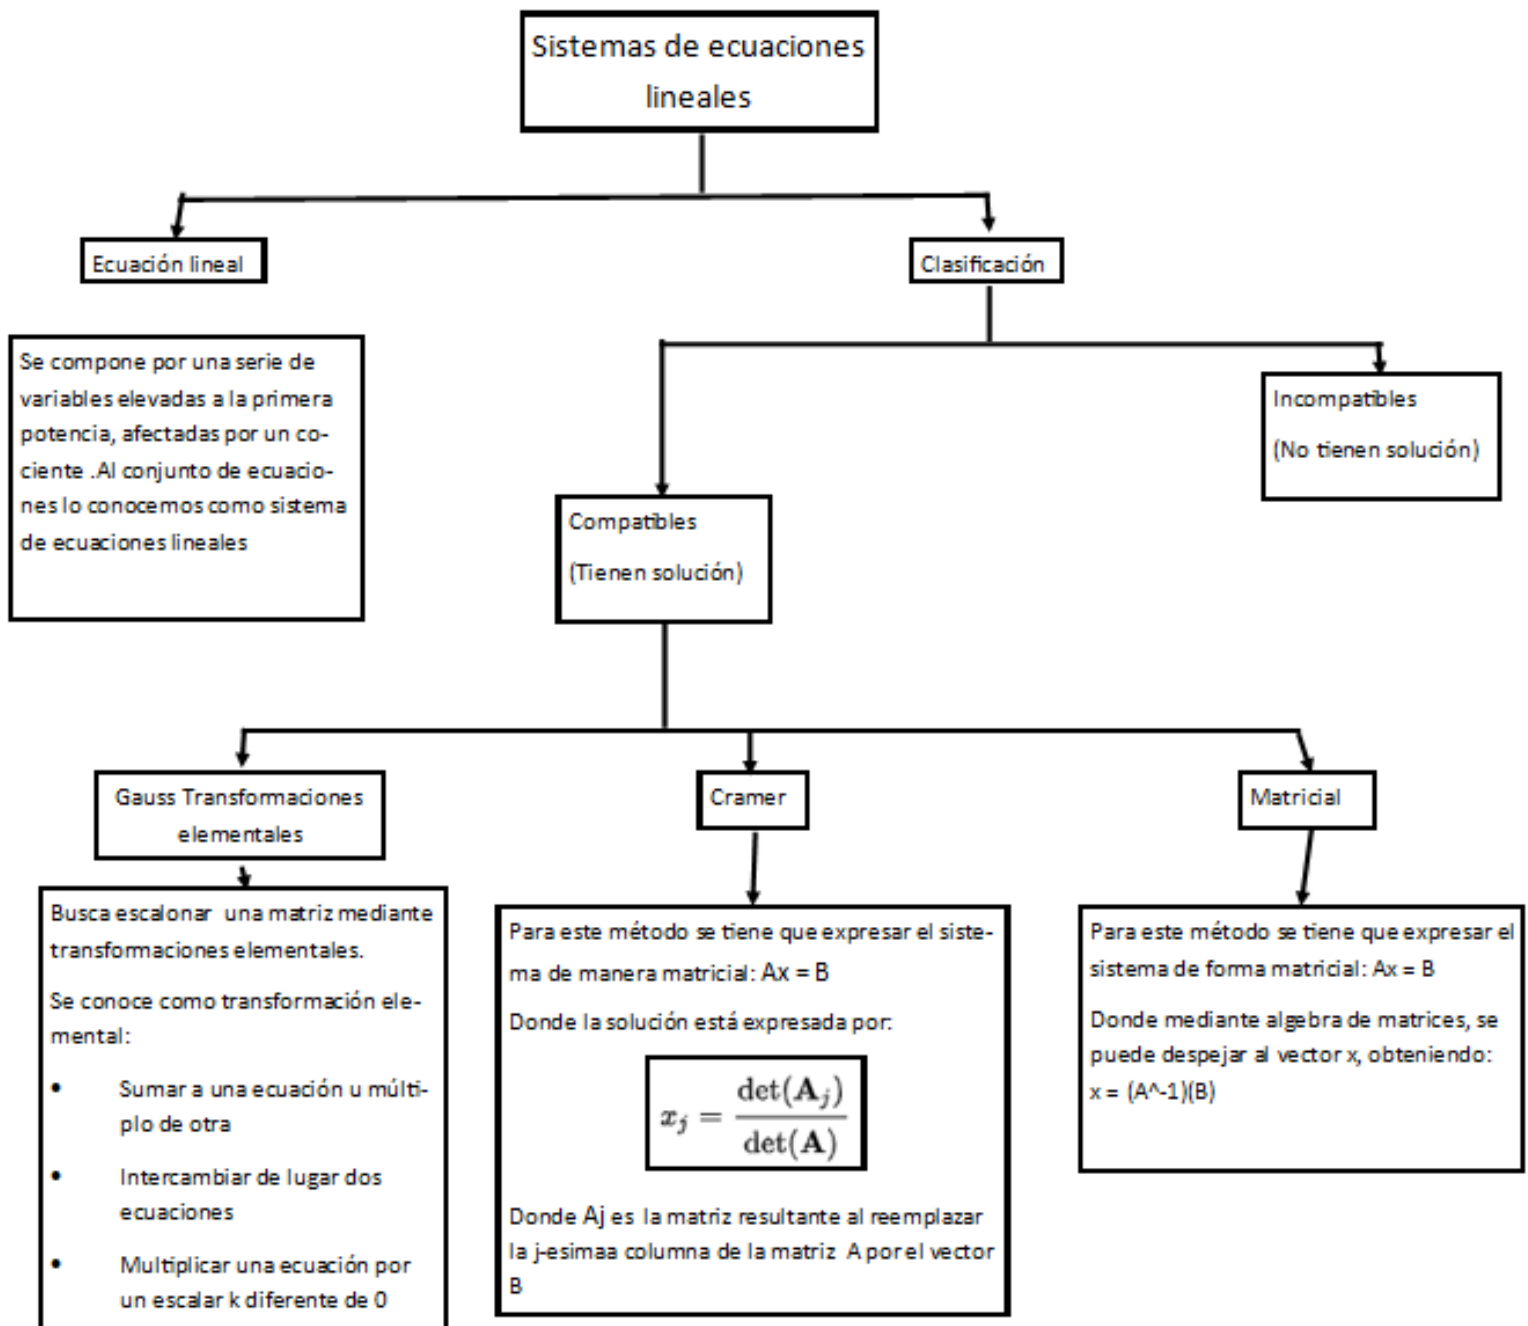 Sistemas de ecuaciones
lineales
Ecuación lineal
Clasificación
Se compone por una serie de
variables elevadas a la primera
potencia, afectadas por un co-
ciente .Al conjunto de ecuacio-
nes lo conocemos como sistema
de ecuaciones lineales
Incompatibles
(No tienen solución)
Compatibles
(Tienen solución)
Gauss Transformaciones
elementales
Cramer
Matricial
Busca escalonar una matriz mediante
transformaciones elementales.
Se conoce como transformación ele-
mental:
• Sumar a una ecuación u múlti-
plo de otra
• Intercambiar de lugar dos
ecuaciones
• Multiplicar una ecuación por
un escalar k diferente de 0
Para este método se tiene que expresar el siste-
ma de manera matricial: Ax = B
Donde la solución está expresada por:
x_j = det(A_j) / det(A)
Donde Aj es la matriz resultante al reemplazar
la j-esimaa columna de la matriz A por el vector
B
Para este método se tiene que expresar el
sistema de forma matricial: Ax = B
Donde mediante algebra de matrices, se
puede despejar al vector x, obteniendo:
x = (A^-1)(B)